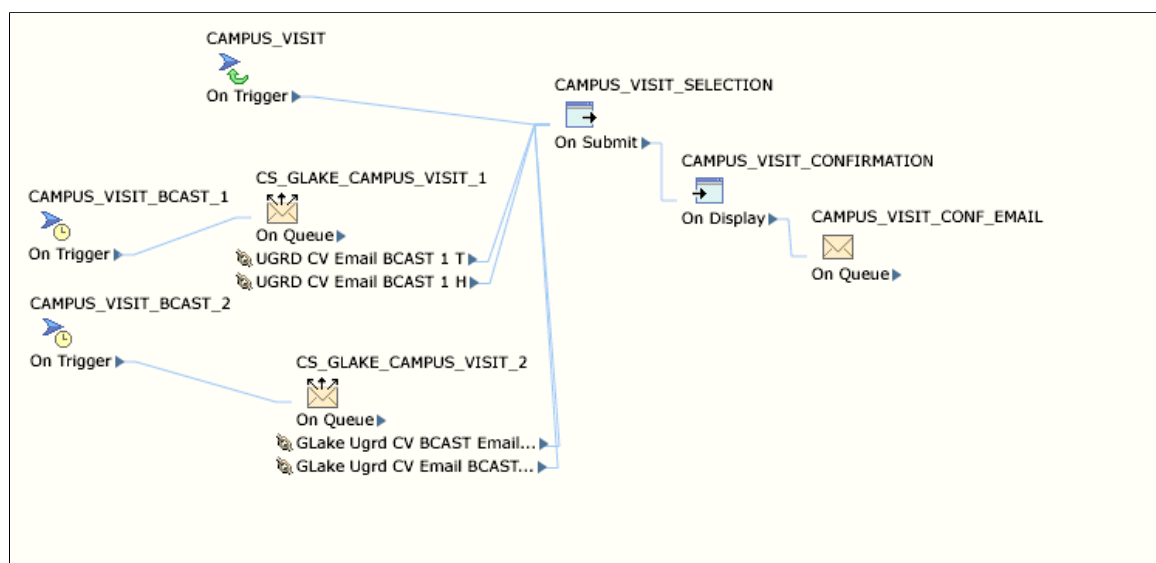 CAMPUS_VISIT
On Trigger
CAMPUS_VISIT_SELECTION
On Submit
CAMPUS_VISIT_CONFIRMATION
On Display
CAMPUS_VISIT_CONF_EMAIL
On Queue
CAMPUS_VISIT_BCAST_1
On Trigger
CS_GLAKE_CAMPUS_VISIT_1
On Queue
UGRD CV Email BCAST 1 T
UGRD CV Email BCAST 1 H
CAMPUS_VISIT_BCAST_2
On Trigger
CS_GLAKE_CAMPUS_VISIT_2
On Queue
GLake Ugrd CV BCAST Email...
GLake Ugrd CV Email BCAST...